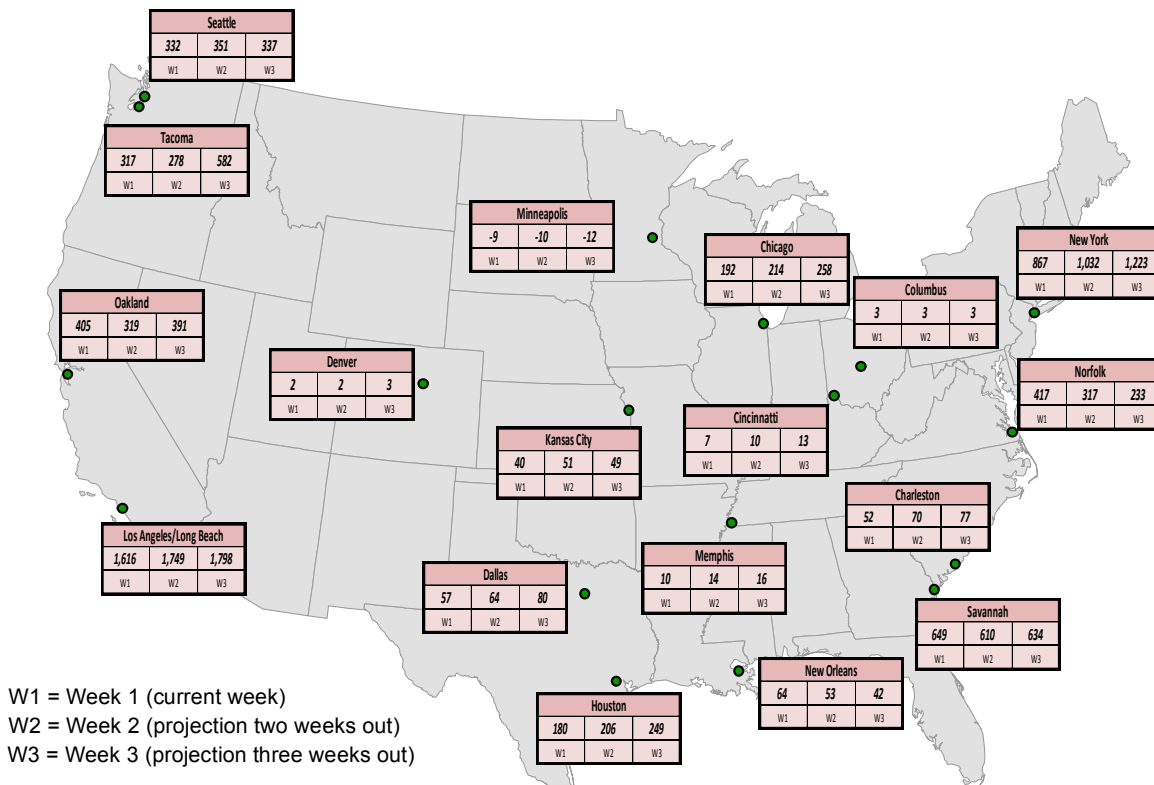 Seattle
332 351 337
W1 W2 W3
Tacoma
317 278 582
W1 W2 W3
Minneapolis
-9 -10 -12
W1 W2 W3
Chicago
192 214 258
W1 W2 W3
New York
867 1,032 1,223
W1 W2 W3
Columbus
3 3 3
W1 W2 W3
Oakland
405 319 391
W1 W2 W3
Denver
2 2 3
W1 W2 W3
Norfolk
417 317 233
W1 W2 W3
Cincinnatti
7 10 13
W1 W2 W3
Kansas City
40 51 49
W1 W2 W3
Charleston
52 70 77
W1 W2 W3
Los Angeles/Long Beach
1,616 1,749 1,798
W1 W2 W3
Memphis
10 14 16
W1 W2 W3
Dallas
57 64 80
W1 W2 W3
Savannah
649 610 634
W1 W2 W3
New Orleans
64 53 42
W1 W2 W3
Houston
180 206 249
W1 W2 W3
W1 = Week 1 (current week)
W2 = Week 2 (projection two weeks out)
W3 = Week 3 (projection three weeks out)